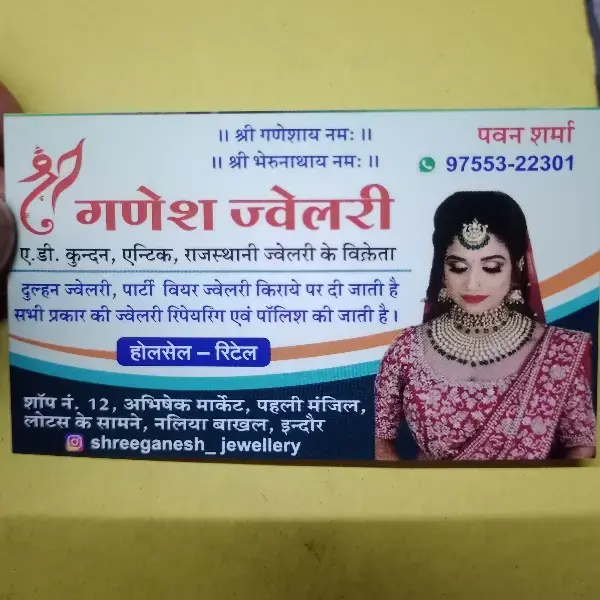 ॥ श्री गणेशाय नमः ॥
॥ श्री भेरुनाथाय नमः ॥
पवन शर्मा
97553-22301
श्री गणेश ज्वेलरी
ए.डी. कुन्दन, एन्टिक, राजस्थानी ज्वेलरी के विक्रेता
दुल्हन ज्वेलरी, पार्टी वियर ज्वेलरी किराये पर दी जाती है
सभी प्रकार की ज्वेलरी रिपेयरिंग एवं पॉलिश की जाती है।
होलसेल – रिटेल
शॉप नं. 12, अभिषेक मार्केट, पहली मंजिल,
लोटस के सामने, नलिया बाखल, इन्दौर
shreeganesh_jewellery